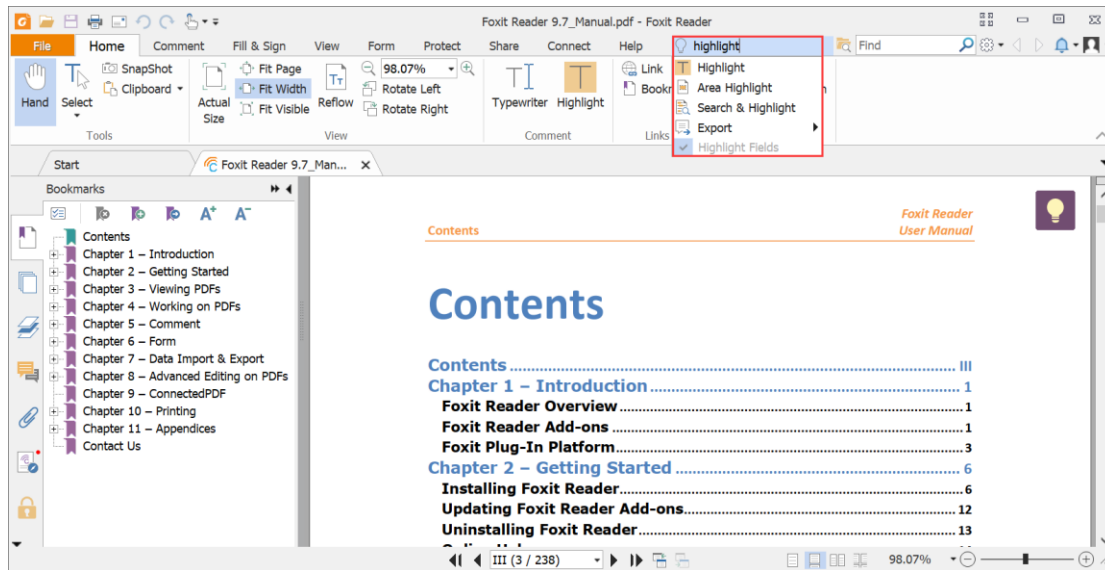 Foxit Reader 9.7_Manual.pdf - Foxit Reader
File Home Comment Fill & Sign View Form Protect Share Connect Help highlight Find
Hand
Select
SnapShot
Clipboard
Tools
Actual Size
Fit Page
Fit Width
Fit Visible
Reflow
98.07%
Rotate Left
Rotate Right
View
Typewriter Highlight
Comment
Link
Bookr
Links
Highlight
Area Highlight
Search & Highlight
Export
Highlight Fields
Start
Foxit Reader 9.7_Man...
Bookmarks
Contents
Chapter 1 – Introduction
Chapter 2 – Getting Started
Chapter 3 – Viewing PDFs
Chapter 4 – Working on PDFs
Chapter 5 – Comment
Chapter 6 – Form
Chapter 7 – Data Import & Export
Chapter 8 – Advanced Editing on PDFs
Chapter 9 – ConnectedPDF
Chapter 10 – Printing
Chapter 11 – Appendices
Contact Us
Foxit Reader
Contents User Manual
Contents
Contents ... III
Chapter 1 – Introduction ... 1
Foxit Reader Overview ... 1
Foxit Reader Add-ons ... 1
Foxit Plug-In Platform ... 3
Chapter 2 – Getting Started ... 6
Installing Foxit Reader ... 6
Updating Foxit Reader Add-ons ... 12
Uninstalling Foxit Reader ... 13
III (3 / 238)
98.07%